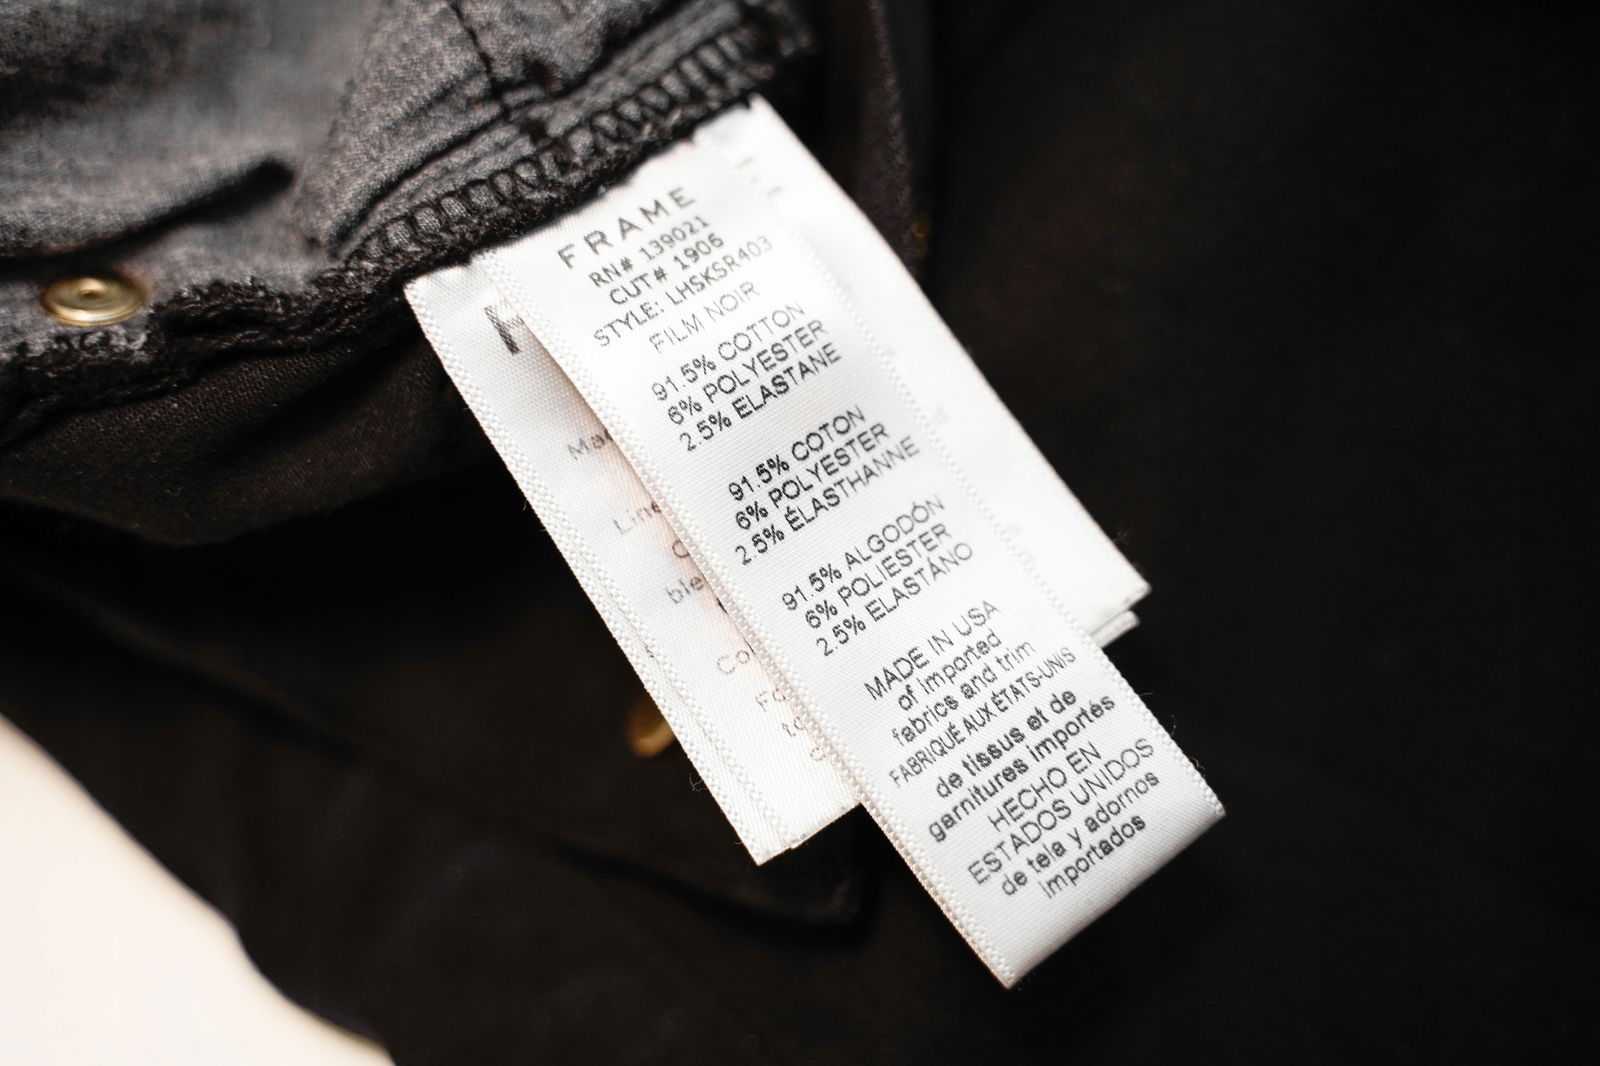 FRAME
RN# 139021
CUT# 1906
STYLE: LHSKSR403
FILM NOIR
91.5% COTTON
6% POLYESTER
2.5% ELASTANE
91.5% COTON
6% POLYESTER
2.5% ÉLASTHANNE
91.5% ALGODÓN
6% POLIESTER
2.5% ELASTANO
MADE IN USA
of imported
fabrics and trim
FABRIQUÉ AUX ÉTATS-UNIS
de tissus et de
garnitures importés
HECHO EN
ESTADOS UNIDOS
de tela y adornos
importados